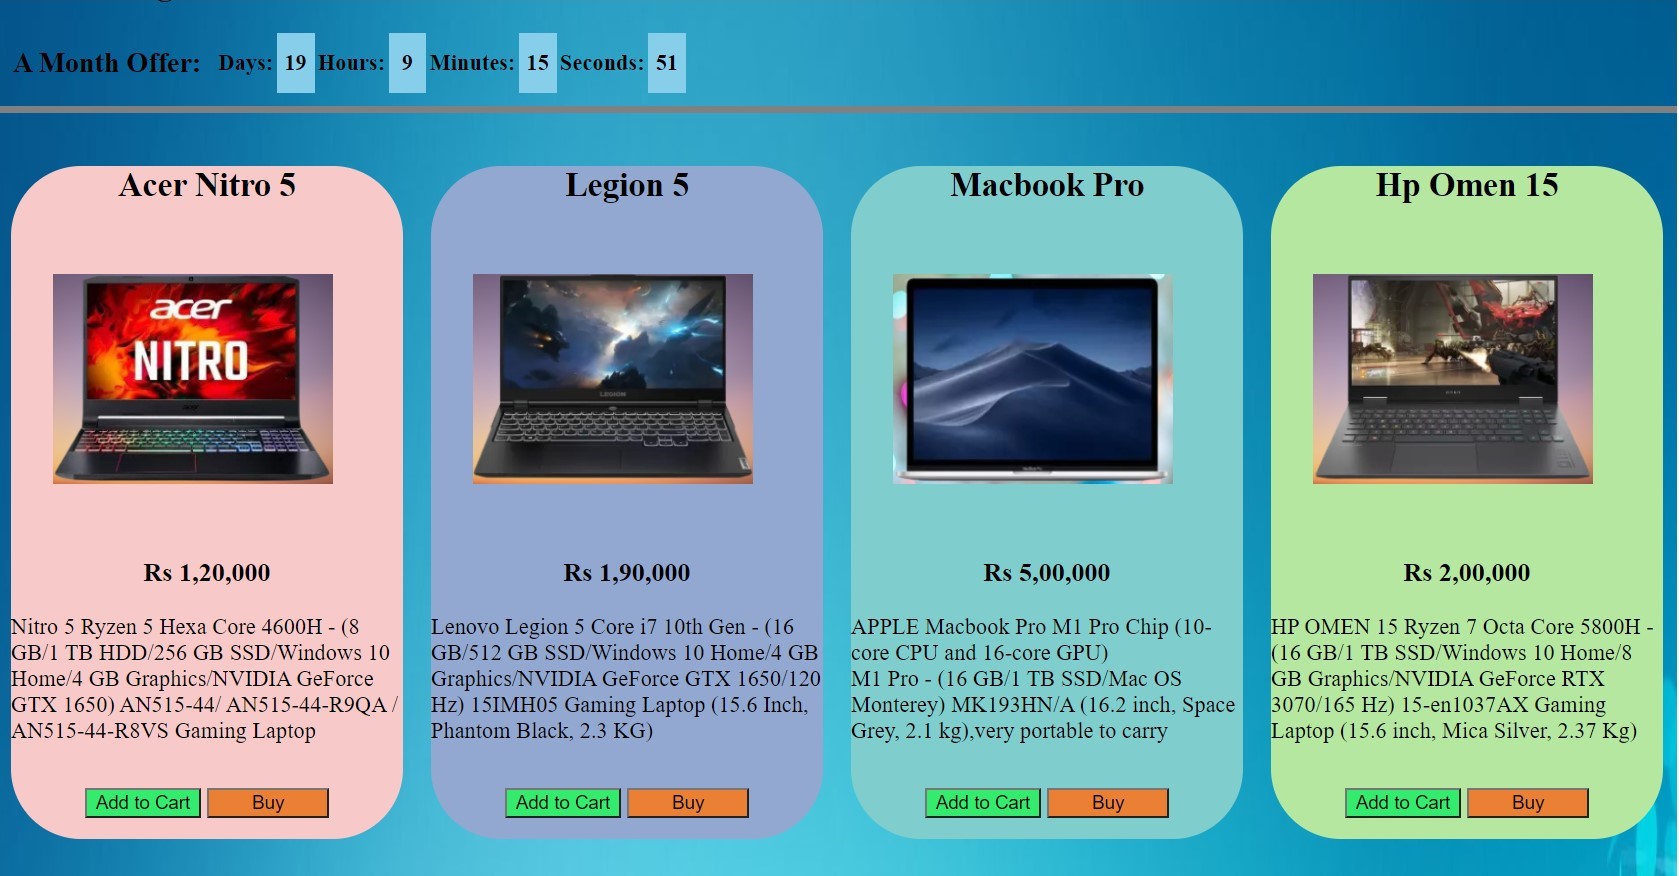 A Month Offer: Days: 19 Hours: 9 Minutes: 15 Seconds: 51
Acer Nitro 5
acer
NITRO
Rs 1,20,000
Nitro 5 Ryzen 5 Hexa Core 4600H - (8
GB/1 TB HDD/256 GB SSD/Windows 10
Home/4 GB Graphics/NVIDIA GeForce
GTX 1650) AN515-44/ AN515-44-R9QA /
AN515-44-R8VS Gaming Laptop
Add to Cart Buy
Legion 5
LEGION
Rs 1,90,000
Lenovo Legion 5 Core i7 10th Gen - (16
GB/512 GB SSD/Windows 10 Home/4 GB
Graphics/NVIDIA GeForce GTX 1650/120
Hz) 15IMH05 Gaming Laptop (15.6 Inch,
Phantom Black, 2.3 KG)
Add to Cart Buy
Macbook Pro
Rs 5,00,000
APPLE Macbook Pro M1 Pro Chip (10-
core CPU and 16-core GPU)
M1 Pro - (16 GB/1 TB SSD/Mac OS
Monterey) MK193HN/A (16.2 inch, Space
Grey, 2.1 kg),very portable to carry
Add to Cart Buy
Hp Omen 15
Rs 2,00,000
HP OMEN 15 Ryzen 7 Octa Core 5800H -
(16 GB/1 TB SSD/Windows 10 Home/8
GB Graphics/NVIDIA GeForce RTX
3070/165 Hz) 15-en1037AX Gaming
Laptop (15.6 inch, Mica Silver, 2.37 Kg)
Add to Cart Buy